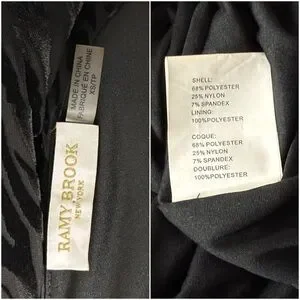 MADE IN CHINA
FABRIQUÉ EN CHINE
XS/TP
RAMY BROOK
NEW YORK
SHELL:
68% POLYESTER
25% NYLON
7% SPANDEX
LINING:
100%POLYESTER
COQUE:
68% POLYESTER
25% NYLON
7% SPANDEX
DOUBLURE:
100%POLYESTER